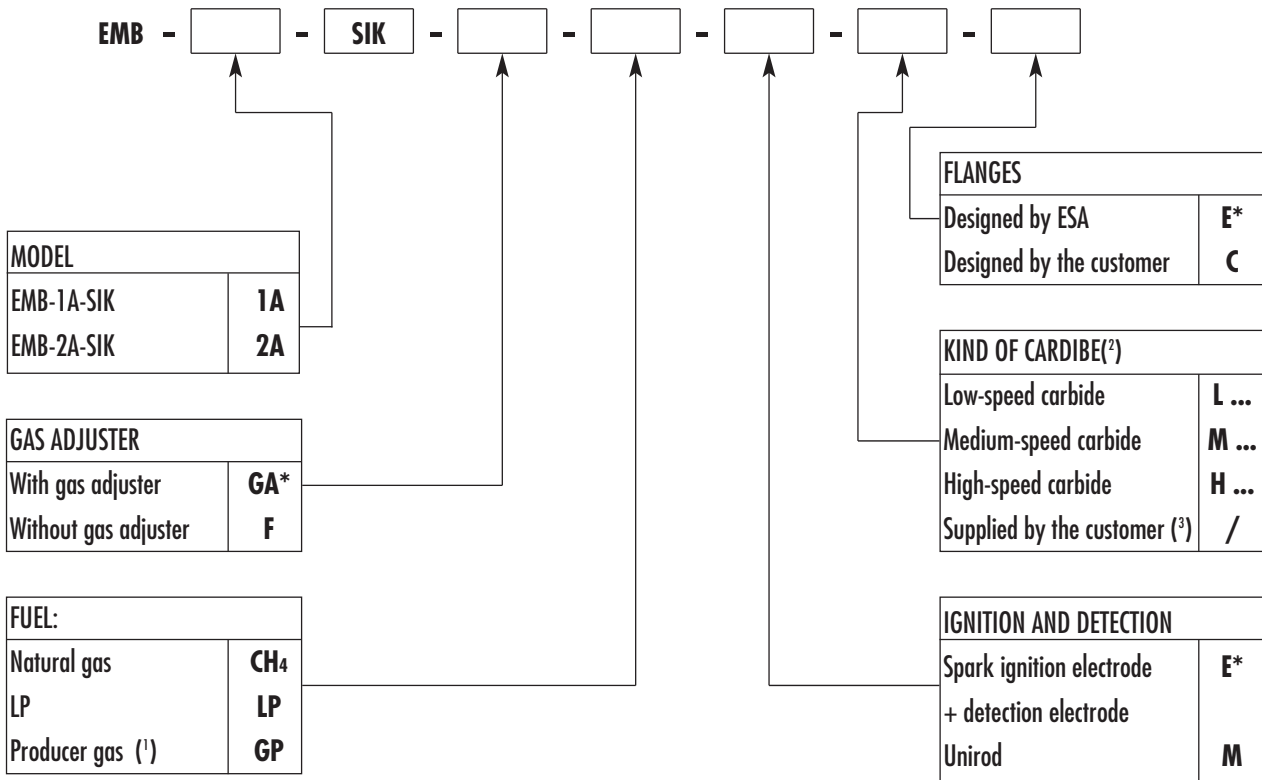 EMB - - SIK - - - - -
MODEL
EMB-1A-SIK 1A
EMB-2A-SIK 2A
GAS ADJUSTER
With gas adjuster GA*
Without gas adjuster F
FUEL:
Natural gas CH4
LP LP
Producer gas (1) GP
FLANGES
Designed by ESA E*
Designed by the customer C
KIND OF CARDIBE(2)
Low-speed carbide L ...
Medium-speed carbide M ...
High-speed carbide H ...
Supplied by the customer (3) /
IGNITION AND DETECTION
Spark ignition electrode E*
+ detection electrode
Unirod M